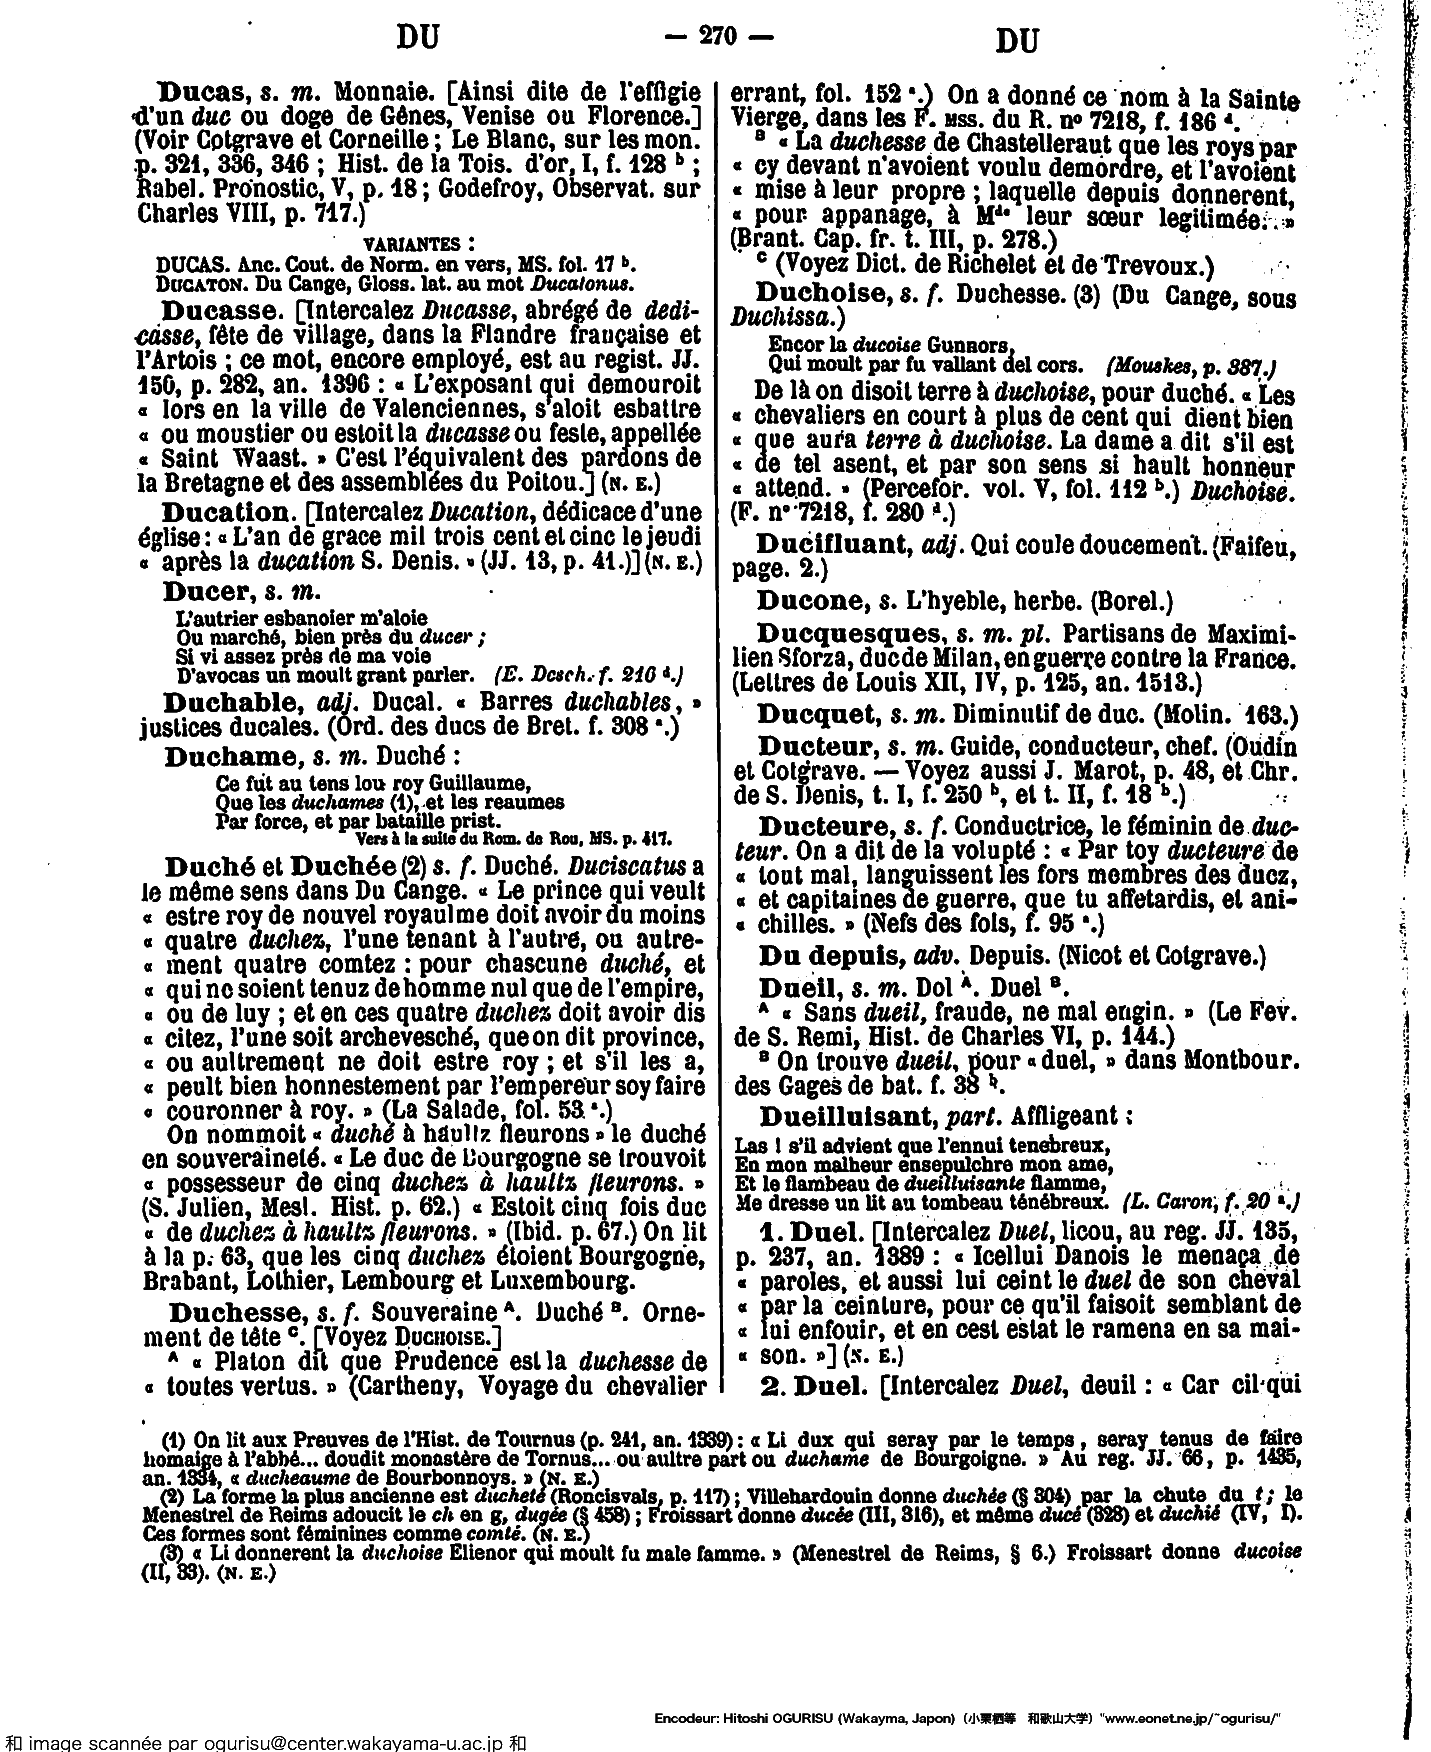 DU — 270 — DU
Ducas, s. m. Monnaie. [Ainsi dite de l'effigie
d'un duc ou doge de Gênes, Venise ou Florence.]
(Voir Cotgrave et Corneille ; Le Blanc, sur les mon.
p. 321, 336, 346 ; Hist. de la Tois. d'or, I, f. 128 b ;
Rabel. Pronostic, V, p. 18 ; Godefroy, Observat. sur
Charles VIII, p. 717.)
VARIANTES :
DUCAS. Anc. Cout. de Norm. en vers, MS. fol. 17 b.
DUCATON. Du Cange, Gloss. lat. au mot Ducatonus.
Ducasse. [Intercalez Ducasse, abrégé de dedi-
casse, fête de village, dans la Flandre française et
l'Artois ; ce mot, encore employé, est au regist. JJ.
150, p. 282, an. 1396 : « L'exposant qui demouroit
« lors en la ville de Valenciennes, s'aloit esbattre
« ou moustier ou estoit la ducasse ou feste, appellée
« Saint Waast. » C'est l'équivalent des pardons de
la Bretagne et des assemblées du Poitou.] (N. E.)
Ducation. [Intercalez Ducation, dédicace d'une
église : « L'an de grace mil trois cent et cinc le jeudi
« après la ducation S. Denis. » (JJ. 13, p. 41.)] (N. E.)
Ducer, s. m.
L'autrier esbanoier m'aloie
Ou marché, bien près du ducer ;
Si vi assez près de ma voie
D'avocas un moult grant parler. (E. Desch. f. 216 d.)
Duchable, adj. Ducal. « Barres duchables, »
justices ducales. (Ord. des ducs de Bret. f. 308 a.)
Duchame, s. m. Duché :
Ce fut au tens lou roy Guillaume,
Que les duchames (1), et les reaumes
Par force, et par bataille prist.
Vers à la suite du Rom. de Rou, MS. p. 417.
Duché et Duchée (2) s. f. Duché. Duciscatus a
le même sens dans Du Cange. « Le prince qui veult
« estre roy de nouvel royaulme doit avoir du moins
« quatre duchez, l'une tenant à l'autre, ou autre-
« ment quatre comtez : pour chascune duché, et
« qui ne soient tenuz de homme nul que de l'empire,
« ou de luy ; et en ces quatre duchez doit avoir dis
« citez, l'une soit archevesché, que on dit province,
« ou aultrement ne doit estre roy ; et s'il les a,
« peult bien honnestement par l'empereur soy faire
« couronner à roy. » (La Salade, fol. 53 a.)
On nommoit « duché à haultz fleurons » le duché
en souveraineté. « Le duc de Bourgogne se trouvoit
« possesseur de cinq duchez à haultz fleurons. »
(S. Julien, Mesl. Hist. p. 62.) « Estoit cinq fois duc
« de duchez à haultz fleurons. » (Ibid. p. 67.) On lit
à la p. 63, que les cinq duchez étoient Bourgogne,
Brabant, Lothier, Lembourg et Luxembourg.
Duchesse, s. f. Souveraine A. Duché B. Orne-
ment de tête C. [Voyez DUCHOISE.]
A « Platon dit que Prudence est la duchesse de
« toutes vertus. » (Cartheny, Voyage du chevalier
errant, fol. 152 a.) On a donné ce nom à la Sainte
Vierge, dans les F. MSS. du R. nº 7218, f. 186 d.
B « La duchesse de Chastelleraut que les roys par
« cy devant n'avoient voulu demordre, et l'avoient
« mise à leur propre ; laquelle depuis donnerent,
« pour appanage, à Mde leur sœur legitimée. »
(Brant. Cap. fr. t. III, p. 278.)
C (Voyez Dict. de Richelet et de Trevoux.)
Duchoise, s. f. Duchesse. (3) (Du Cange, sous
Duchissa.)
Encor la ducoise Gunnors,
Qui moult par fu vallant del cors. (Mouskes, p. 387.)
De là on disoit terre à duchoise, pour duché. « Les
« chevaliers en court à plus de cent qui dient bien
« que aura terre à duchoise. La dame a dit s'il est
« de tel asent, et par son sens si hault honneur
« attend. » (Percefor. vol. V, fol. 112 b.) Duchoise.
(F. nº 7218, f. 280 d.)
Ducifluant, adj. Qui coule doucement. (Faifeu,
page. 2.)
Ducone, s. L'hyeble, herbe. (Borel.)
Ducquesques, s. m. pl. Partisans de Maximi-
lien Sforza, duc de Milan, en guerre contre la France.
(Lettres de Louis XII, IV, p. 125, an. 1513.)
Ducquet, s. m. Diminutif de duc. (Molin. 163.)
Ducteur, s. m. Guide, conducteur, chef. (Oudin
et Cotgrave. — Voyez aussi J. Marot, p. 48, et Chr.
de S. Denis, t. I, f. 250 b, et t. II, f. 18 b.)
Ducteure, s. f. Conductrice, le féminin de duc-
teur. On a dit de la volupté : « Par toy ducteure de
« tout mal, languissent les fors membres des ducz,
« et capitaines de guerre, que tu affetardis, et ani-
« chilles. » (Nefs des fols, f. 95 a.)
Du depuis, adv. Depuis. (Nicot et Cotgrave.)
Dueil, s. m. Dol A. Duel B.
A « Sans dueil, fraude, ne mal engin. » (Le Fev.
de S. Remi, Hist. de Charles VI, p. 144.)
B On trouve dueil, pour « duel, » dans Montbour.
des Gages de bat. f. 38 b.
Dueilluisant, part. Affligeant :
Las ! s'il advient que l'ennui tenebreux,
En mon malheur ensepulchre mon ame,
Et le flambeau de dueilluisante flamme,
Me dresse un lit au tombeau ténébreux. (L. Caron, f. 20 a.)
1. Duel. [Intercalez Duel, licou, au reg. JJ. 135,
p. 237, an. 1389 : « Icellui Danois le menaça de
« paroles, et aussi lui ceint le duel de son cheval
« par la ceinture, pour ce qu'il faisoit semblant de
« lui enfouir, et en cest estat le ramena en sa mai-
« son. »] (N. E.)
2. Duel. [Intercalez Duel, deuil : « Car cil qui
(1) On lit aux Preuves de l'Hist. de Tournus (p. 241, an. 1339) : « Li dux qui seray par le temps, seray tenus de faire
homaige à l'abbé... doudit monastère de Tornus... ou aultre part ou duchame de Bourgoigne. » Au reg. JJ. 66, p. 1435,
an. 1334, « ducheaume de Bourbonnoys. » (N. E.)
(2) La forme la plus ancienne est ducheté (Roncisvals, p. 117) ; Villehardouin donne duchée (§ 304) par la chute du t ; le
Menestrel de Reims adoucit le ch en g, dugée (§ 458) ; Froissart donne ducée (III, 316), et même ducé (328) et duchié (IV, I).
Ces formes sont féminines comme comté. (N. E.)
(3) « Li donnerent la duchoise Elienor qui moult fu male famme. » (Menestrel de Reims, § 6.) Froissart donne ducoise
(II, 33). (N. E.)
Encodeur: Hitoshi OGURISU (Wakayma, Japon) (小栗栖等 和歌山大学) "www.eonet.ne.jp/~ogurisu/"
和 image scannée par ogurisu@center.wakayama-u.ac.jp 和